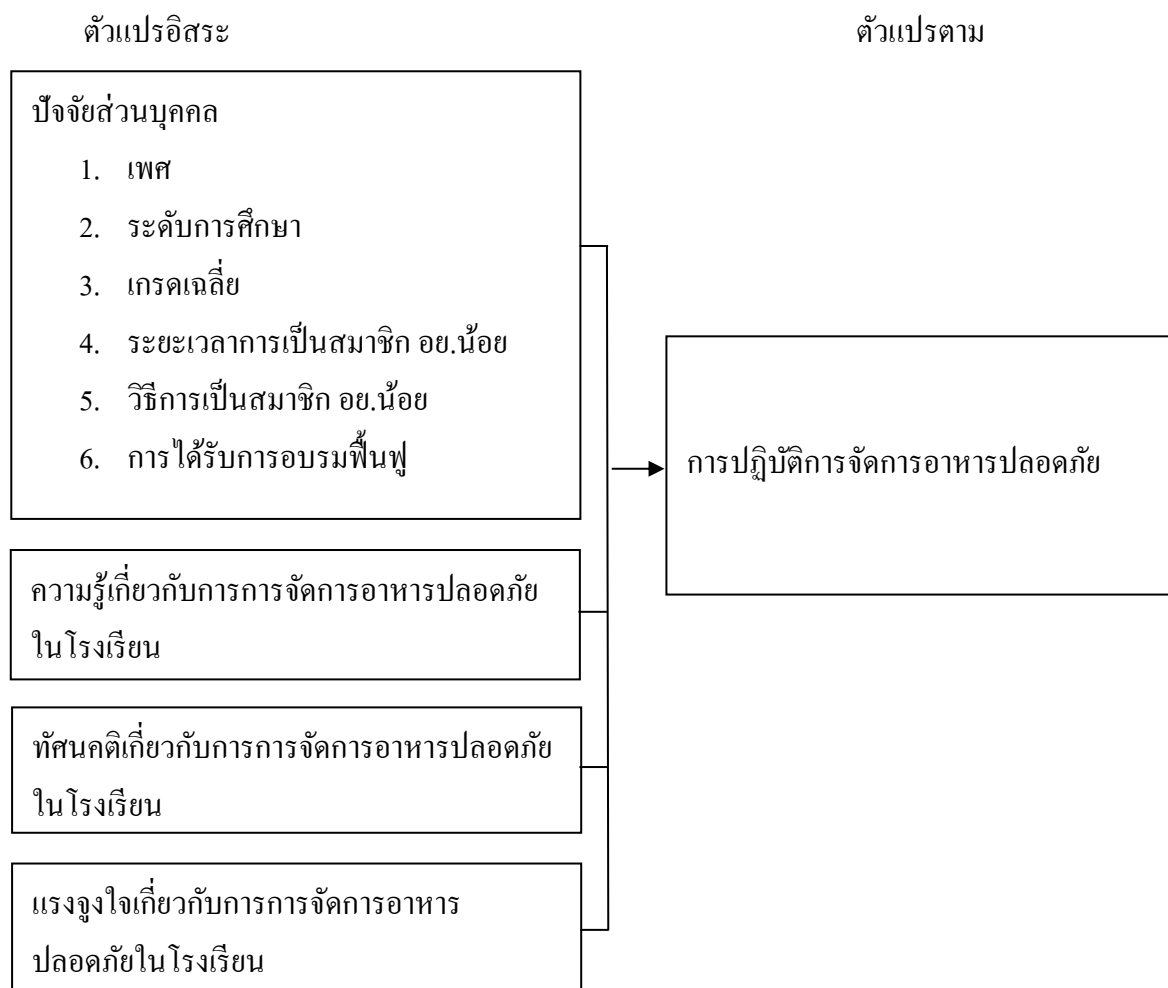 ตัวแปรอิสระ
ตัวแปรตาม
ปัจจัยส่วนบุคคล
1. เพศ
2. ระดับการศึกษา
3. เกรดเฉลี่ย
4. ระยะเวลาการเป็นสมาชิก อย.น้อย
5. วิธีการเป็นสมาชิก อย.น้อย
6. การได้รับการอบรมฟื้นฟู
ความรู้เกี่ยวกับการการจัดการอาหารปลอดภัย
ในโรงเรียน
ทัศนคติเกี่ยวกับการการจัดการอาหารปลอดภัย
ในโรงเรียน
แรงจูงใจเกี่ยวกับการการจัดการอาหาร
ปลอดภัยในโรงเรียน
การปฏิบัติการจัดการอาหารปลอดภัย